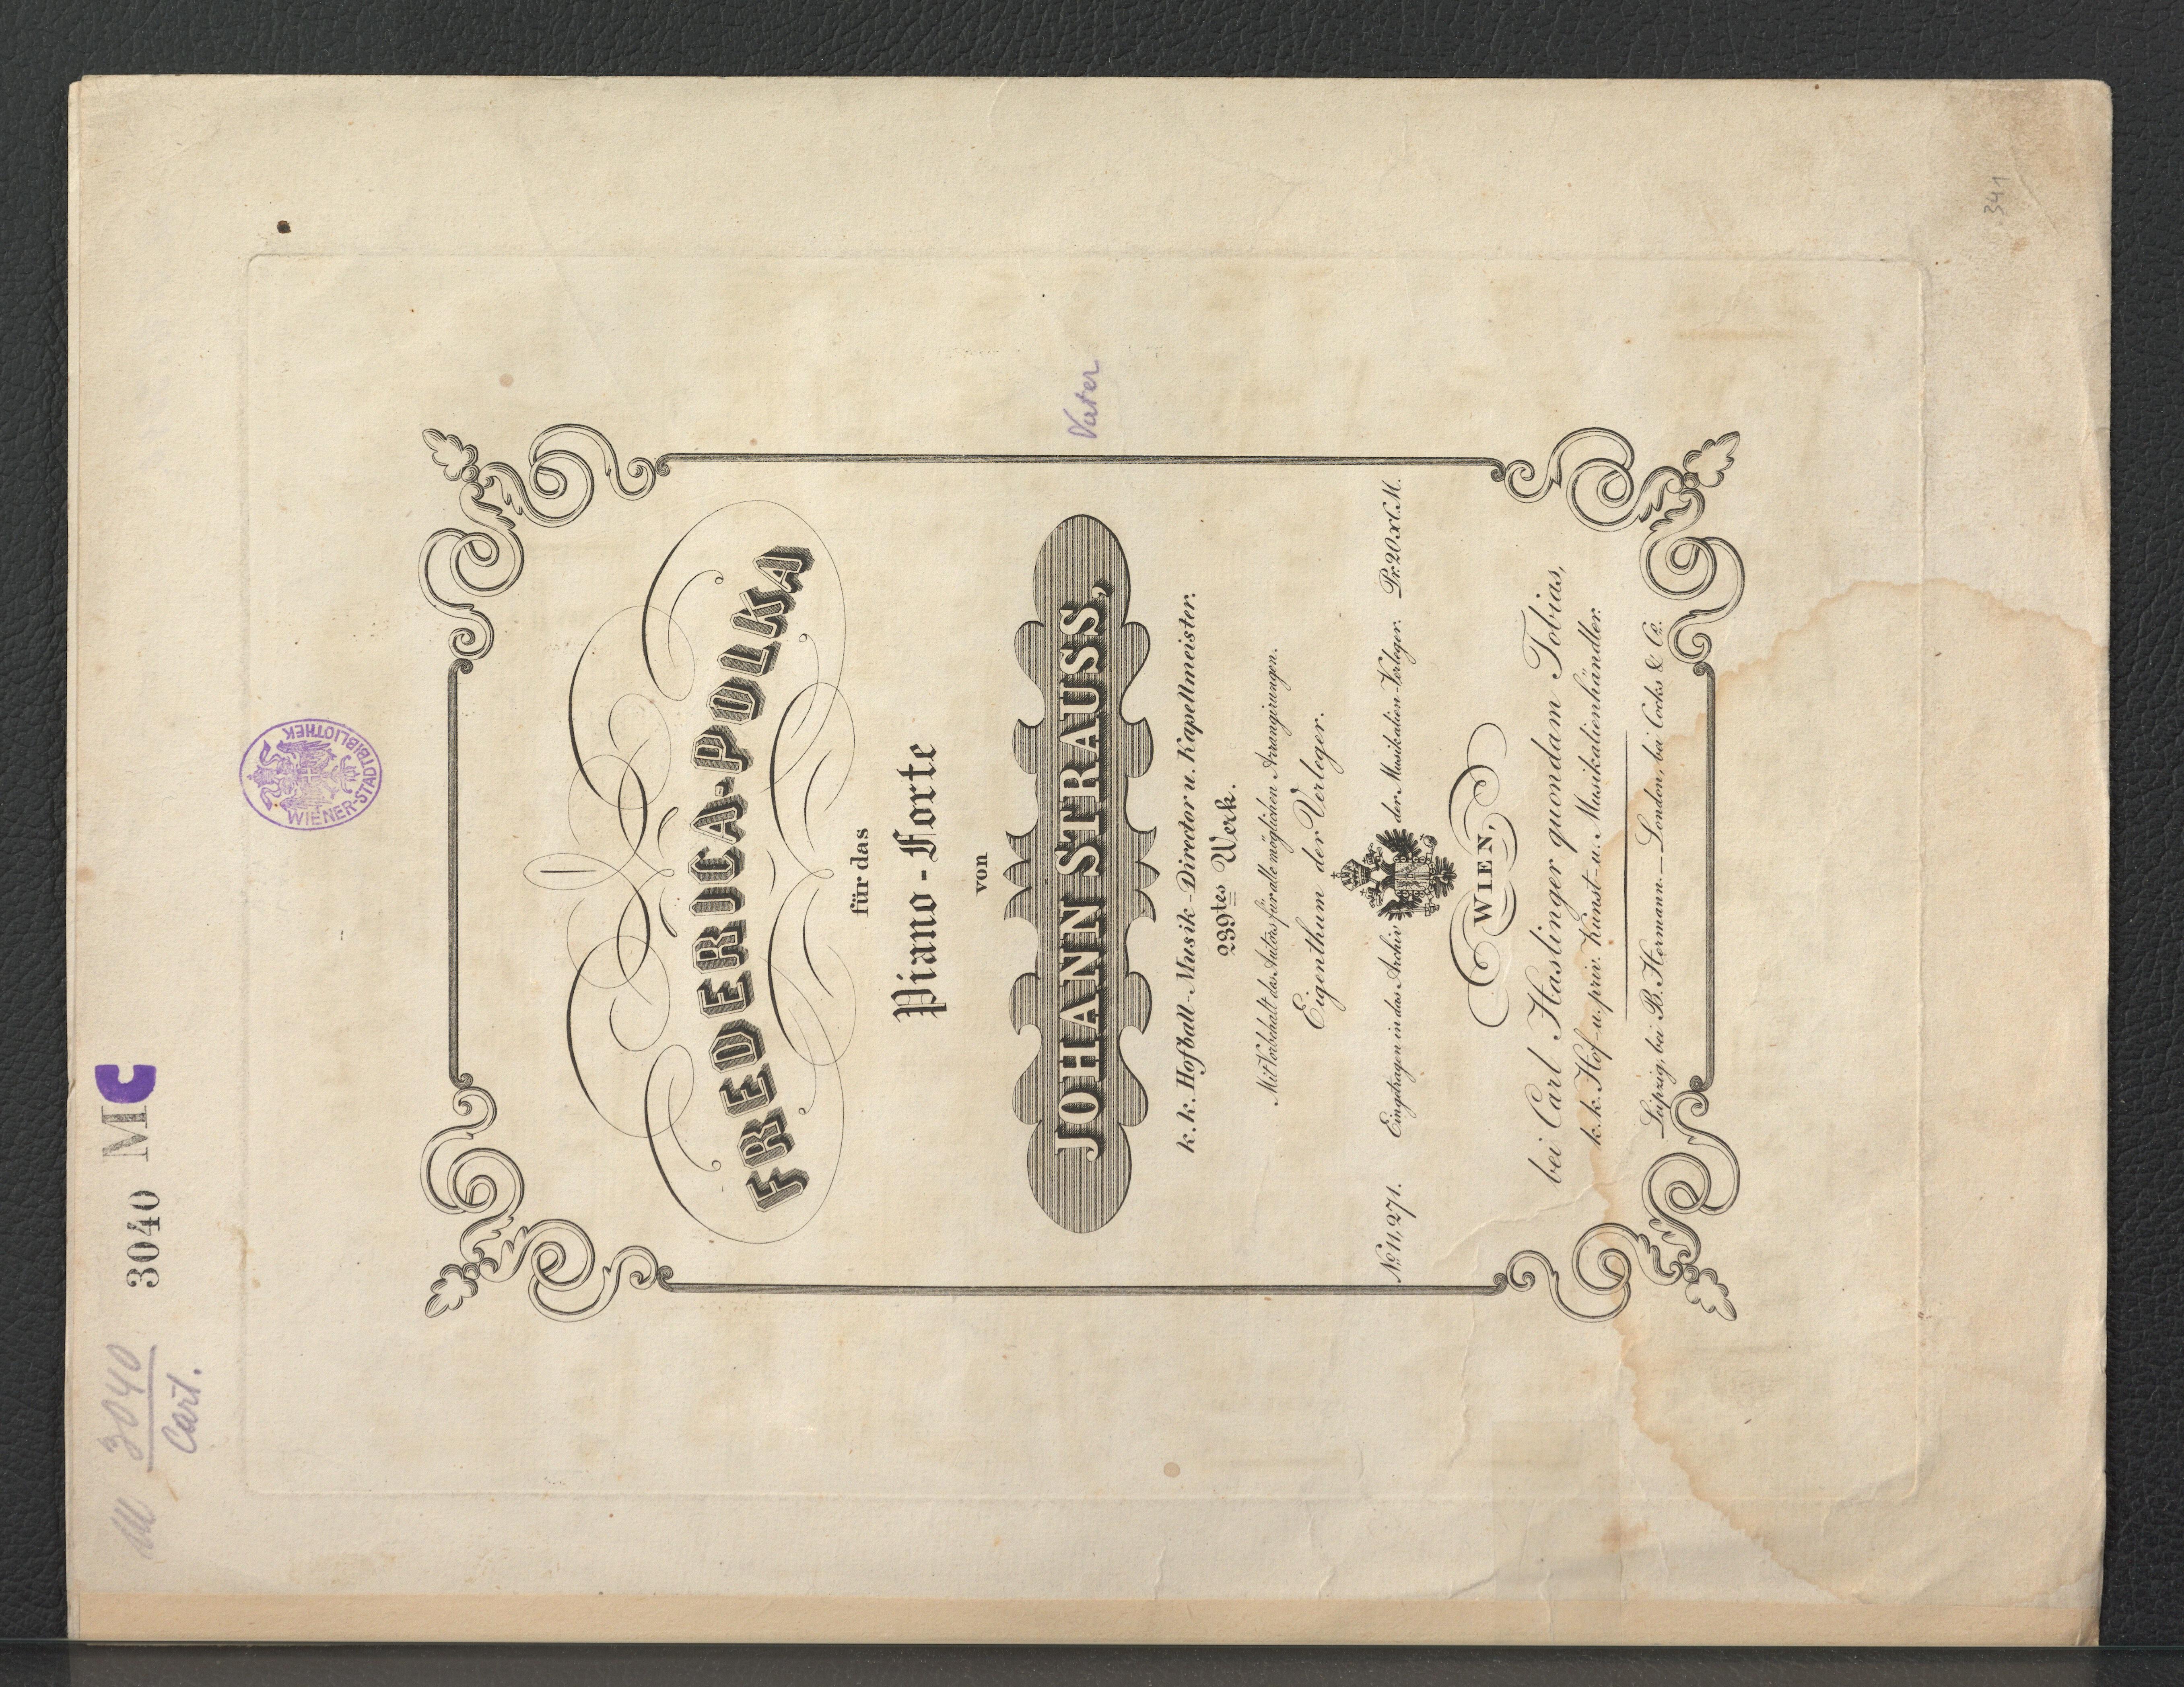 M 3040
Cart.
3040 MC
WIENER-STADTBIBLIOTHEK
FREDERICA-POLKA
für das
Piano-Forte
von
JOHANN STRAUSS,
Vater
k. k. Hofball-Musik-Director u. Kapellmeister.
239tes Werk.
Mit Vorbehalt des Autors für alle möglichen Arrangirungen.
Eigenthum der Verleger.
No. 11,271. Eingetragen in das Archiv der Musikalien-Verleger. Pr. 20 x C.M.
WIEN,
bei Carl Haslinger quondam Tobias,
k. k. Hof- u. priv. Kunst- u. Musikalienhändler.
Leipzig, bei B. Hermann. — London, bei Cocks & Co.
341